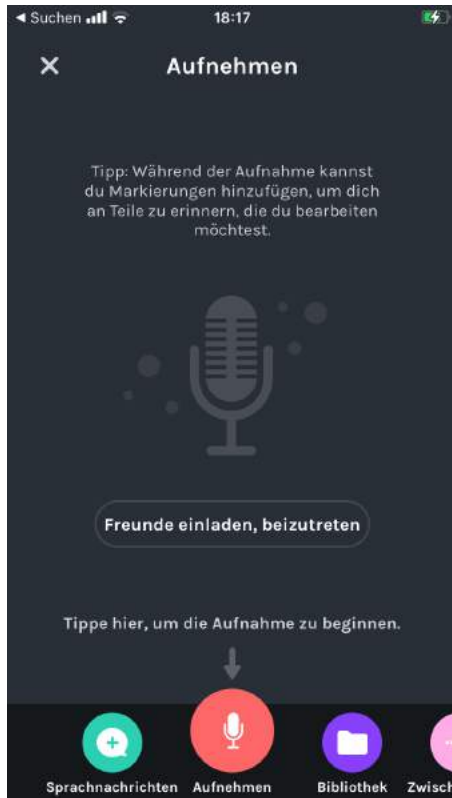 ◄ Suchen
18:17
Aufnehmen
Tipp: Während der Aufnahme kannst
du Markierungen hinzufügen, um dich
an Teile zu erinnern, die du bearbeiten
möchtest.
Freunde einladen, beizutreten
Tippe hier, um die Aufnahme zu beginnen.
Sprachnachrichten Aufnehmen Bibliothek Zwisch